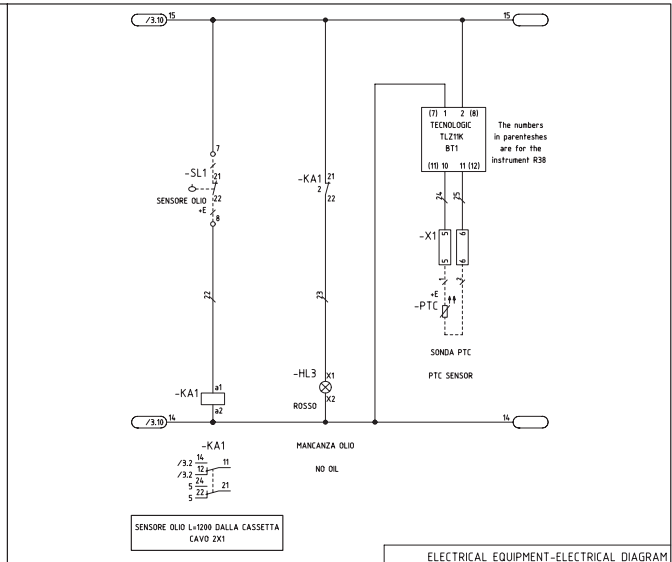 /3.10 15
15
(7) 1 2 (8)
TECNOLOGIC
TLZ11K
BT1
(11) 10 11 (12)
The numbers
in parenteshes
are for the
instrument R38
7
-SL1
21
SENSORE OLIO
22
+E
8
-KA1 21
2
22
24
25
-X1
5
6
5
6
1
2
+E
-PTC
22
23
SONDA PTC
PTC SENSOR
-HL3 X1
ROSSO
X2
-KA1 a1
a2
/3.10 14
14
-KA1
14
/3.2 12 11
/3.2
24
5 22 21
5
MANCANZA OLIO
NO OIL
SENSORE OLIO L=1200 DALLA CASSETTA
CAVO 2X1
ELECTRICAL EQUIPMENT-ELECTRICAL DIAGRAM